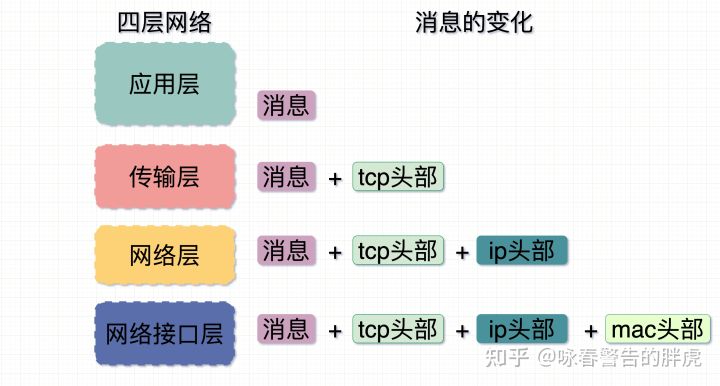 四层网络 消息的变化
应用层
消息
传输层 消息 + tcp头部
网络层 消息 + tcp头部 + ip头部
网络接口层 消息 + tcp头部 + ip头部 + mac头部
知乎 @咏春警告的胖虎